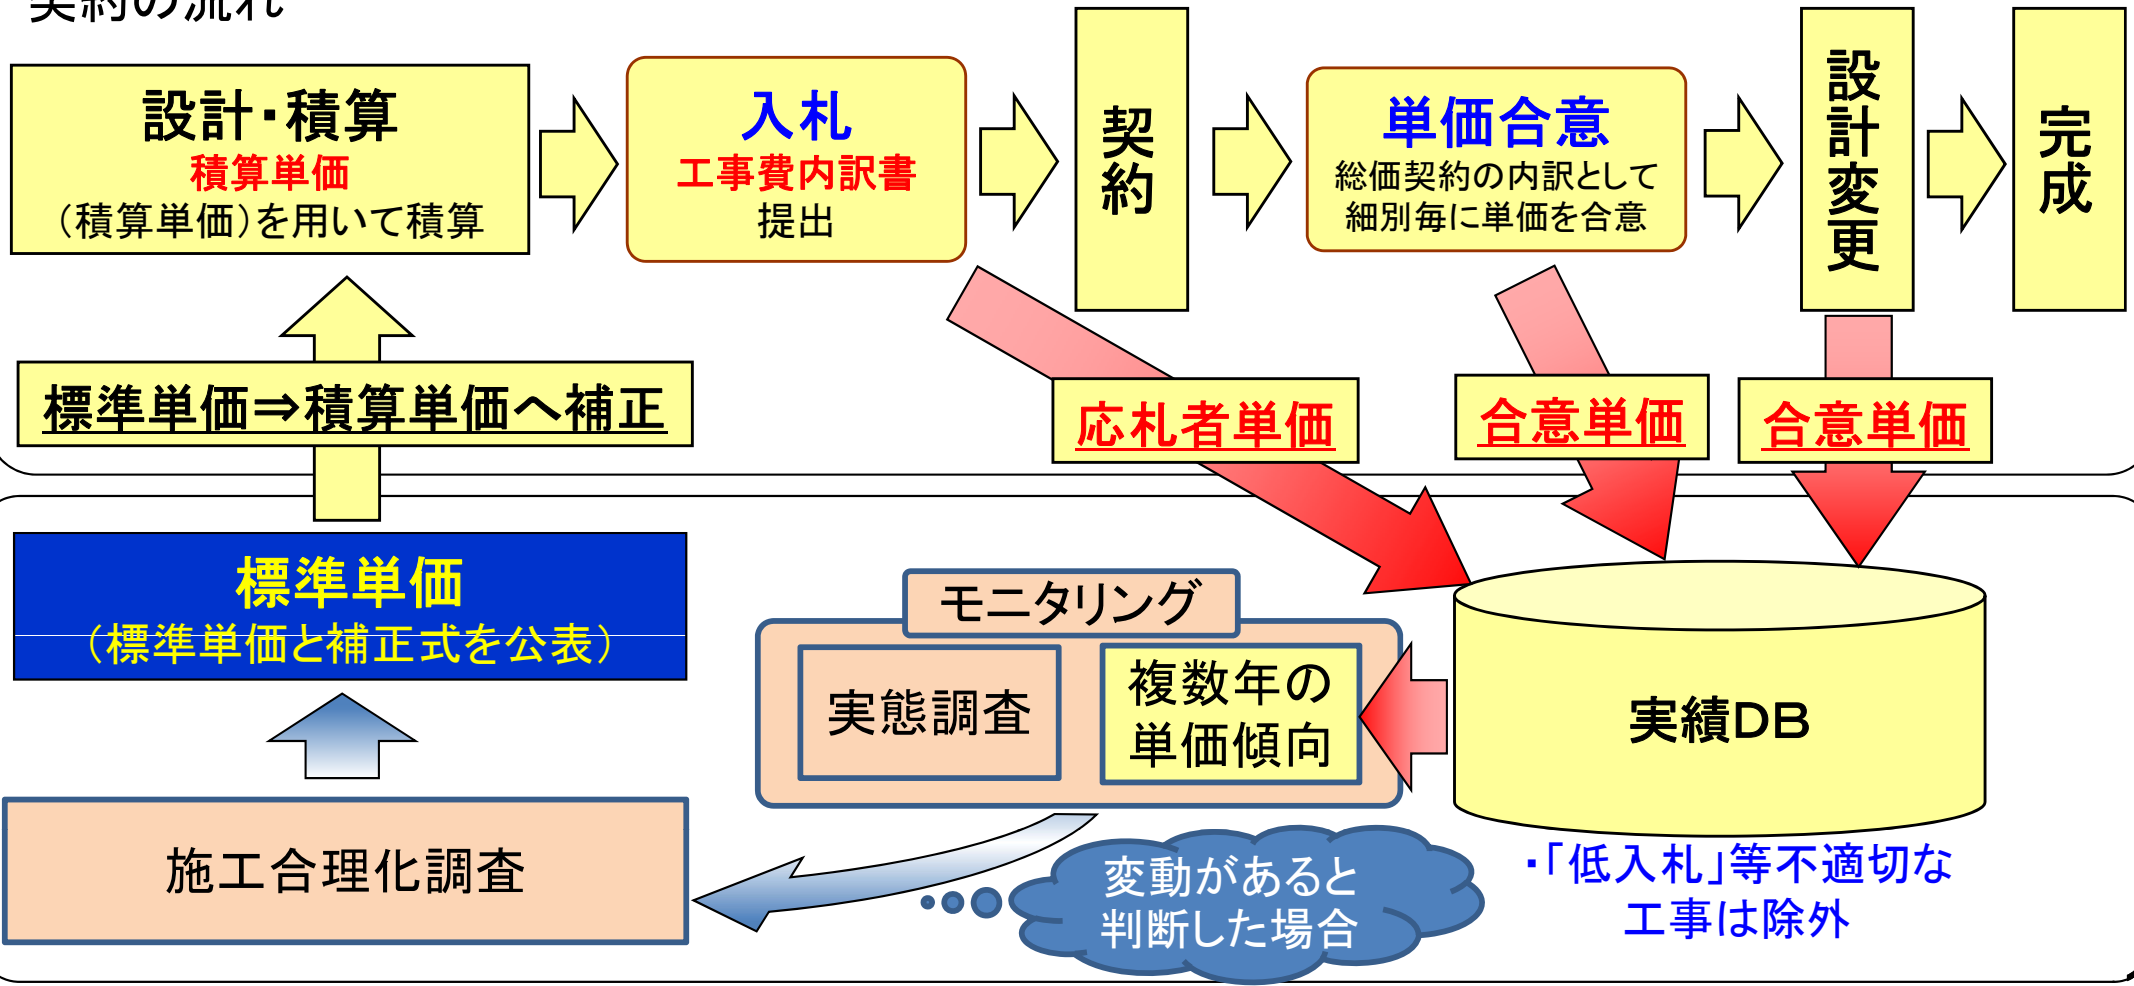 契約の流れ
設計・積算
積算単価
（積算単価）を用いて積算
入札
工事費内訳書
提出
契約
単価合意
総価契約の内訳として
細別毎に単価を合意
設計変更
完成
標準単価⇒積算単価へ補正
応札者単価
合意単価
合意単価
標準単価
（標準単価と補正式を公表）
モニタリング
実態調査
複数年の
単価傾向
実績DB
施工合理化調査
変動があると
判断した場合
・「低入札」等不適切な
工事は除外